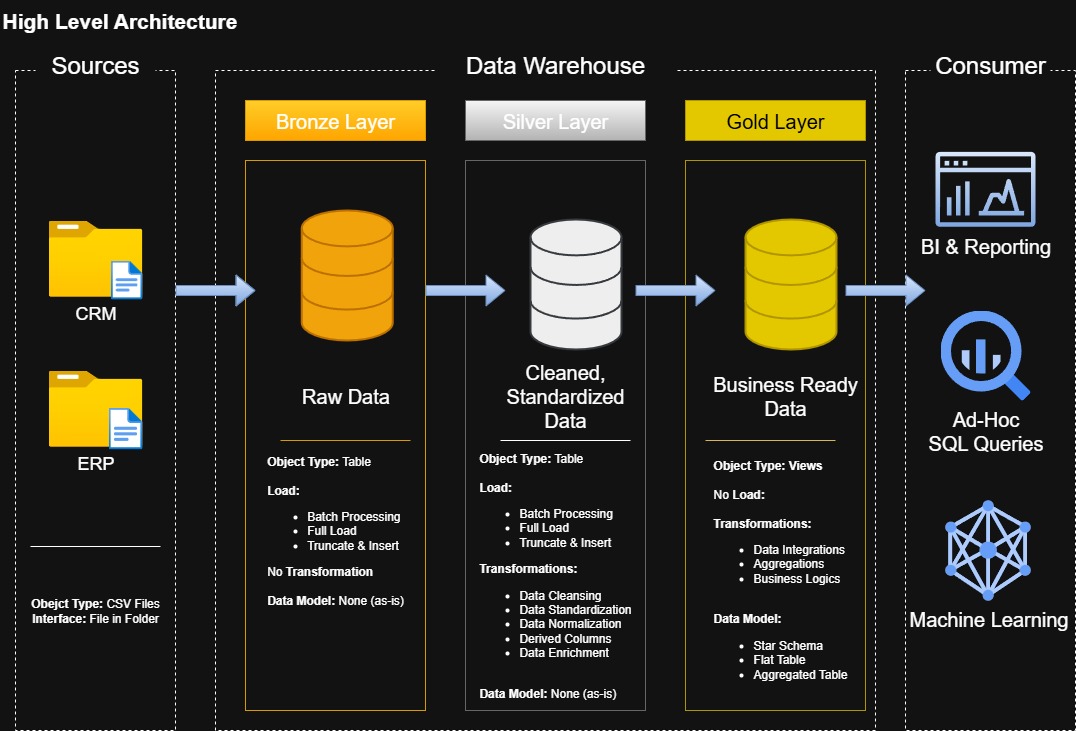 High Level Architecture
Sources
CRM
ERP
Obejct Type: CSV Files
Interface: File in Folder
Data Warehouse
Bronze Layer
Raw Data
Object Type: Table
Load:
• Batch Processing
• Full Load
• Truncate & Insert
No Transformation
Data Model: None (as-is)
Silver Layer
Cleaned,
Standardized
Data
Object Type: Table
Load:
• Batch Processing
• Full Load
• Truncate & Insert
Transformations:
• Data Cleansing
• Data Standardization
• Data Normalization
• Derived Columns
• Data Enrichment
Data Model: None (as-is)
Gold Layer
Business Ready
Data
Object Type: Views
No Load:
Transformations:
• Data Integrations
• Aggregations
• Business Logics
Data Model:
• Star Schema
• Flat Table
• Aggregated Table
Consumer
BI & Reporting
Ad-Hoc
SQL Queries
Machine Learning